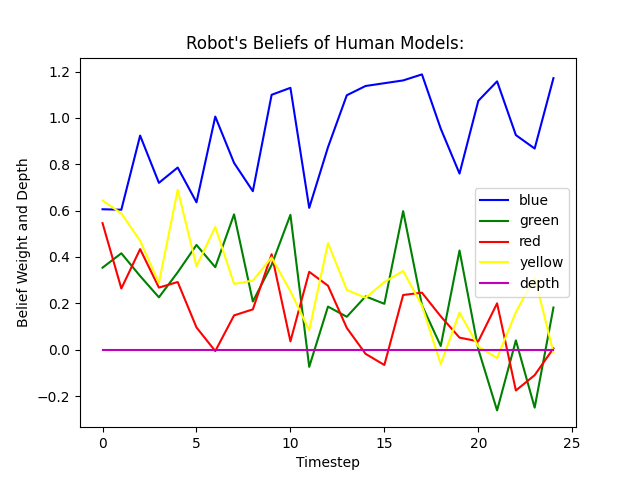 Robot's Beliefs of Human Models:
Belief Weight and Depth
1.2
1.0
0.8
0.6
0.4
0.2
0.0
−0.2
blue
green
red
yellow
depth
0 5 10 15 20 25
Timestep